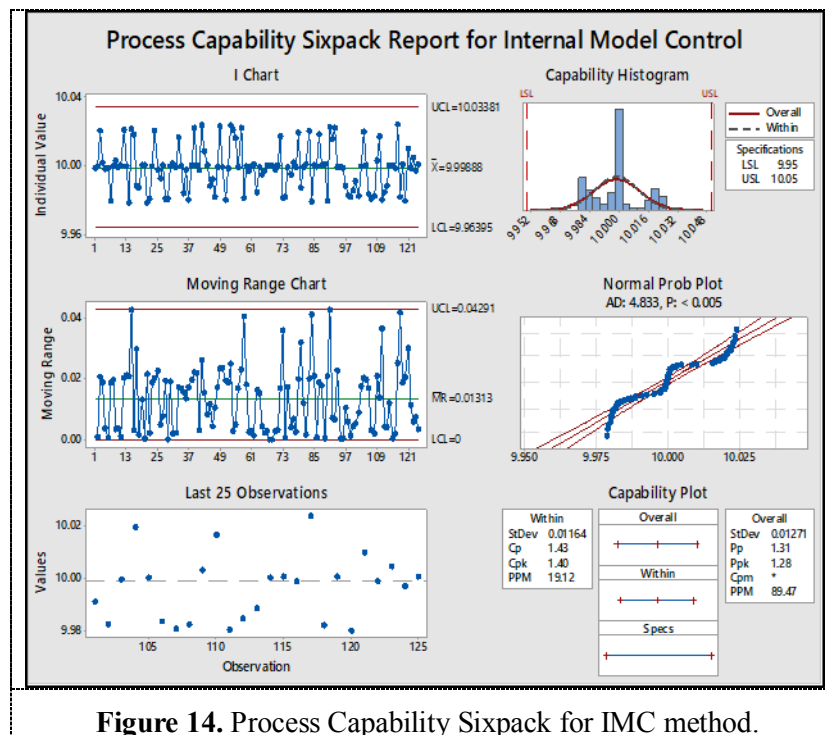 Process Capability Sixpack Report for Internal Model Control
I Chart
Individual Value
10.04
10.00
9.96
1 13 25 37 49 61 73 85 97 109 121
UCL=10.03381
X̄=9.99888
LCL=9.96395
Capability Histogram
LSL
USL
Overall
Within
Specifications
LSL 9.95
USL 10.05
9.952 9.968 9.984 10.000 10.016 10.032 10.048
Moving Range Chart
Moving Range
0.04
0.02
0.00
1 13 25 37 49 61 73 85 97 109 121
UCL=0.04291
M̅R̅=0.01313
LCL=0
Normal Prob Plot
AD: 4.833, P: < 0.005
9.950 9.975 10.000 10.025
Last 25 Observations
Values
10.02
10.00
9.98
105 110 115 120 125
Observation
Capability Plot
Within
StDev 0.01164
Cp 1.43
Cpk 1.40
PPM 19.12
Overall
Within
Specs
Overall
StDev 0.01271
Pp 1.31
Ppk 1.28
Cpm *
PPM 89.47
Figure 14. Process Capability Sixpack for IMC method.